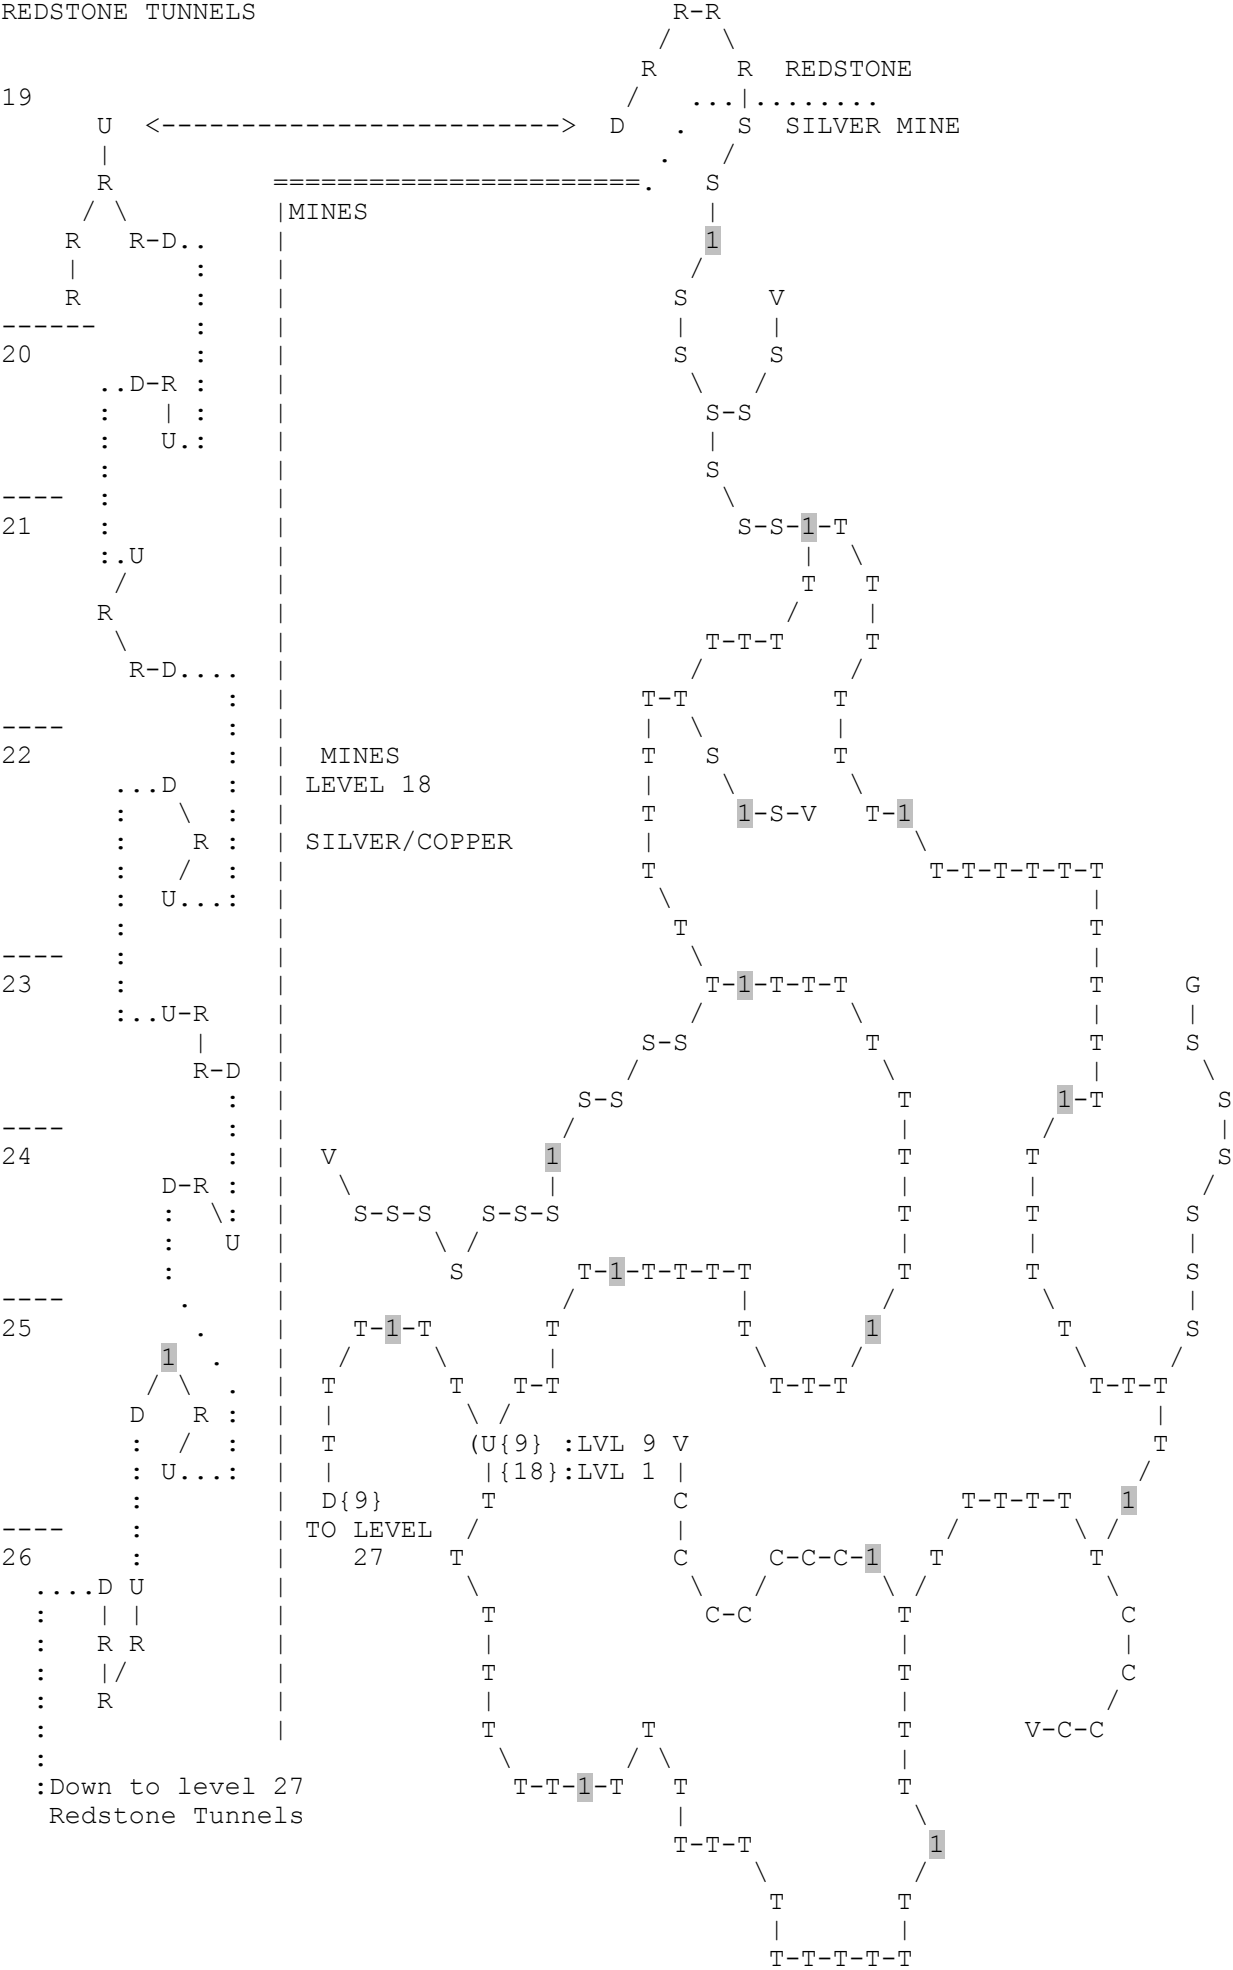 REDSTONE TUNNELS                          R-R
                                         /   \
                                        R     R  REDSTONE
19                                     /   ...|........
      U  <-------------------------> D   .   S  SILVER MINE
      |                                  .   /
      R          =======================.   S
     / \         |MINES                     |
    R   R-D..    |                          1
    |       :    |                         /
    R       :    |                        S     V
------      :    |                        |     |
20          :    |                        S     S
      ..D-R :    |                         \   /
      :   | :    |                          S-S
      :   U.:    |                          |
      :          |                          S
----  :          |                           \
21    :          |                            S-S-1-T
      :.U        |                                |  \
       /         |                                T   T
      R          |                               /    |
       \         |                          T-T-T     T
        R-D....  |                         /         /
              :  |                      T-T         T
----          :  |                      |  \        |
22            :  |  MINES               T   S       T
       ...D   :  | LEVEL 18             |    \       \
       :   \  :  |                      T     1-S-V   T-1
       :    R :  | SILVER/COPPER        |                \
       :   /  :  |                      T                 T-T-T-T-T-T
       :  U...:  |                       \                          |
       :         |                        T                         T
----   :         |                         \                        |
23     :         |                          T-1-T-T-T               T     G
       :..U-R    |                         /         \              |     |
            |    |                      S-S           T             T     S
            R-D  |                     /               \            |      \
              :  |                  S-S                 T         1-T       S
----          :  |                 /                    |        /          |
24            :  |  V             1                     T       T           S
          D-R :  |   \            |                     |       |          /
          :  \:  |    S-S-S   S-S-S                     T       T         S
          :   U  |         \ /                          |       |         |
          :      |          S       T-1-T-T-T-T         T       T         S
----       .     |                 /          |        /         \        |
25          .    |    T-1-T       T           T       1           T       S
          1  .   |   /     \      |            \     /             \     /
         / \  .  |  T       T   T-T             T-T-T               T-T-T
        D   R :  |  |        \ /                                        |
        :  /  :  |  T        (U{9} :LVL 9 V                             T
        : U...:  |  |         |{18}:LVL 1 |                            /
        :        |  D{9}      T           C                 T-T-T-T   1
----    :        | TO LEVEL  /            |                /       \ /
26      :        |    27    T             C     C-C-C-1   T         T
  ....D U        |           \             \   /       \ /           \
  :   | |        |            T             C-C         T             C
  :   R R        |            |                         |             |
  :   |/         |            T                         T             C
  :   R          |            |                         |            /
  :              |            T         T               T       V-C-C
  :                            \       / \              |
  :Down to level 27             T-T-1-T   T             T
   Redstone Tunnels                       |              \
                                          T-T-T           1
                                               \         /
                                                T       T
                                                |       |
                                                T-T-T-T-T